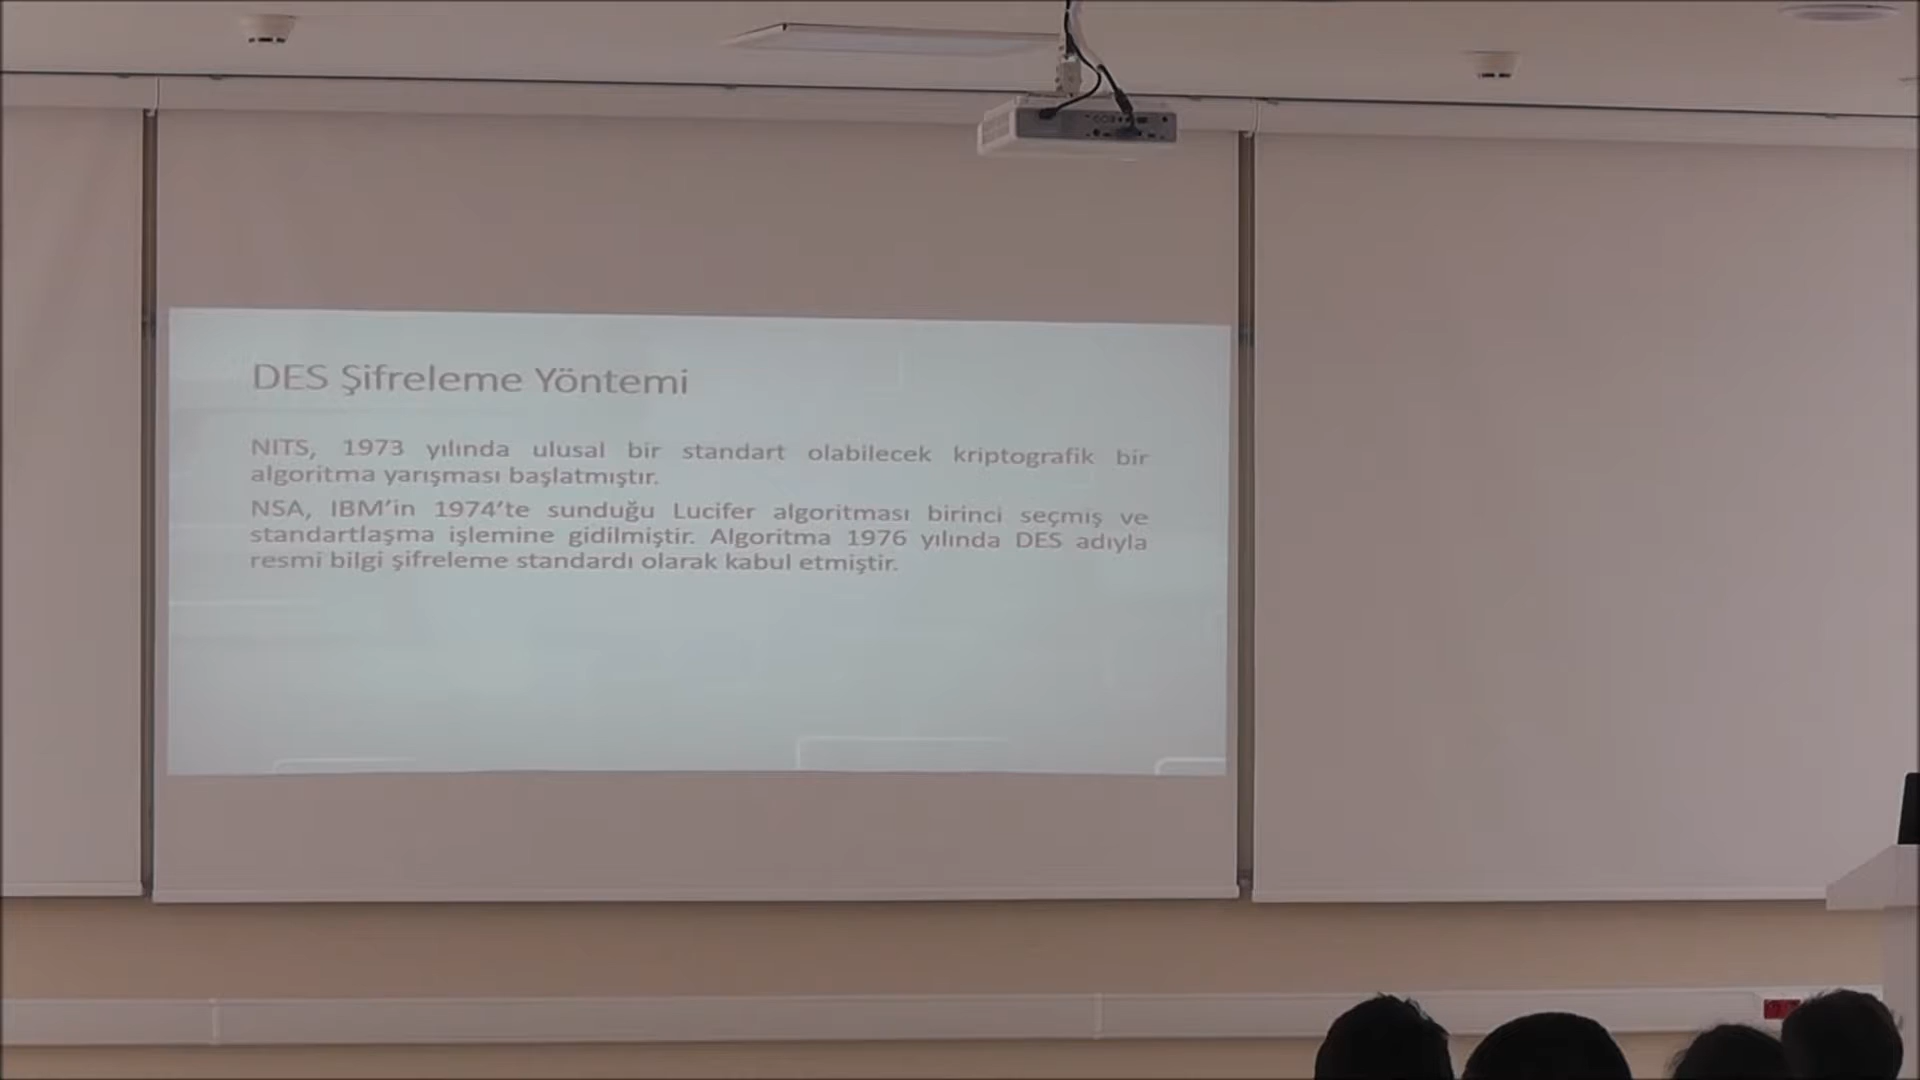 DES Şifreleme Yöntemi
NITS, 1973 yılında ulusal bir standart olabilecek kriptografik bir
algoritma yarışması başlatmıştır.
NSA, IBM'in 1974'te sunduğu Lucifer algoritması birinci seçmiş ve
standartlaşma işlemine gidilmiştir. Algoritma 1976 yılında DES adıyla
resmi bilgi şifreleme standardı olarak kabul etmiştir.